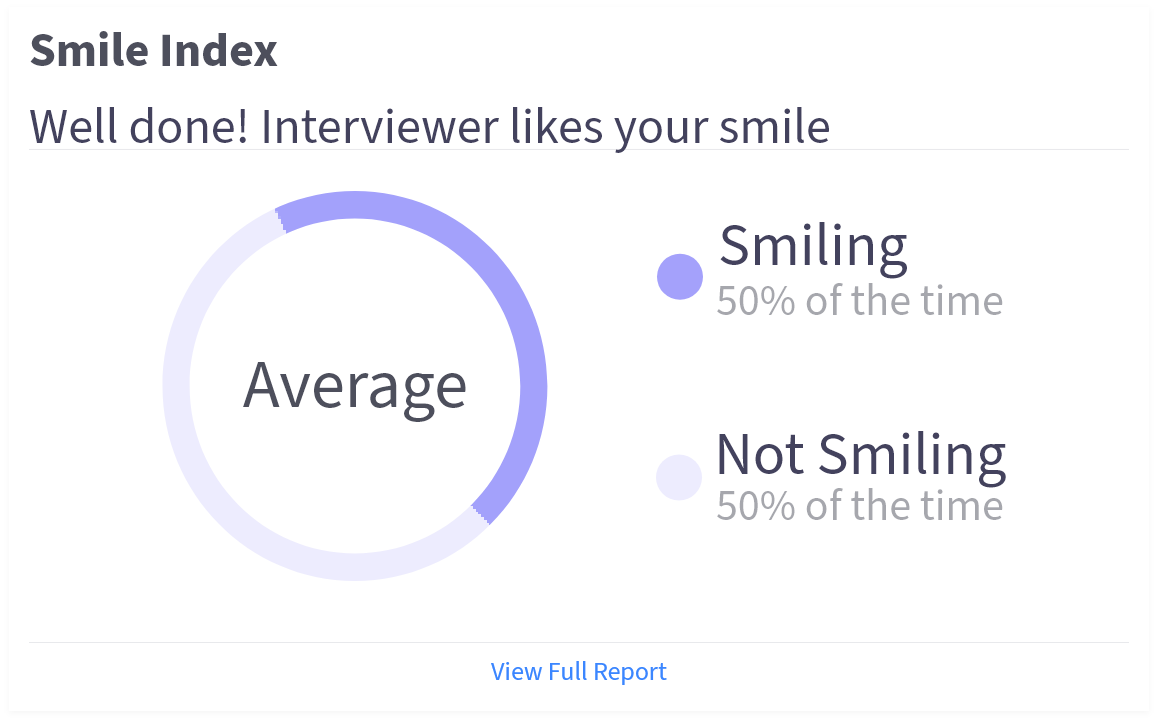 Smile Index
Well done! Interviewer likes your smile
Average
Smiling
50% of the time
Not Smiling
50% of the time
View Full Report